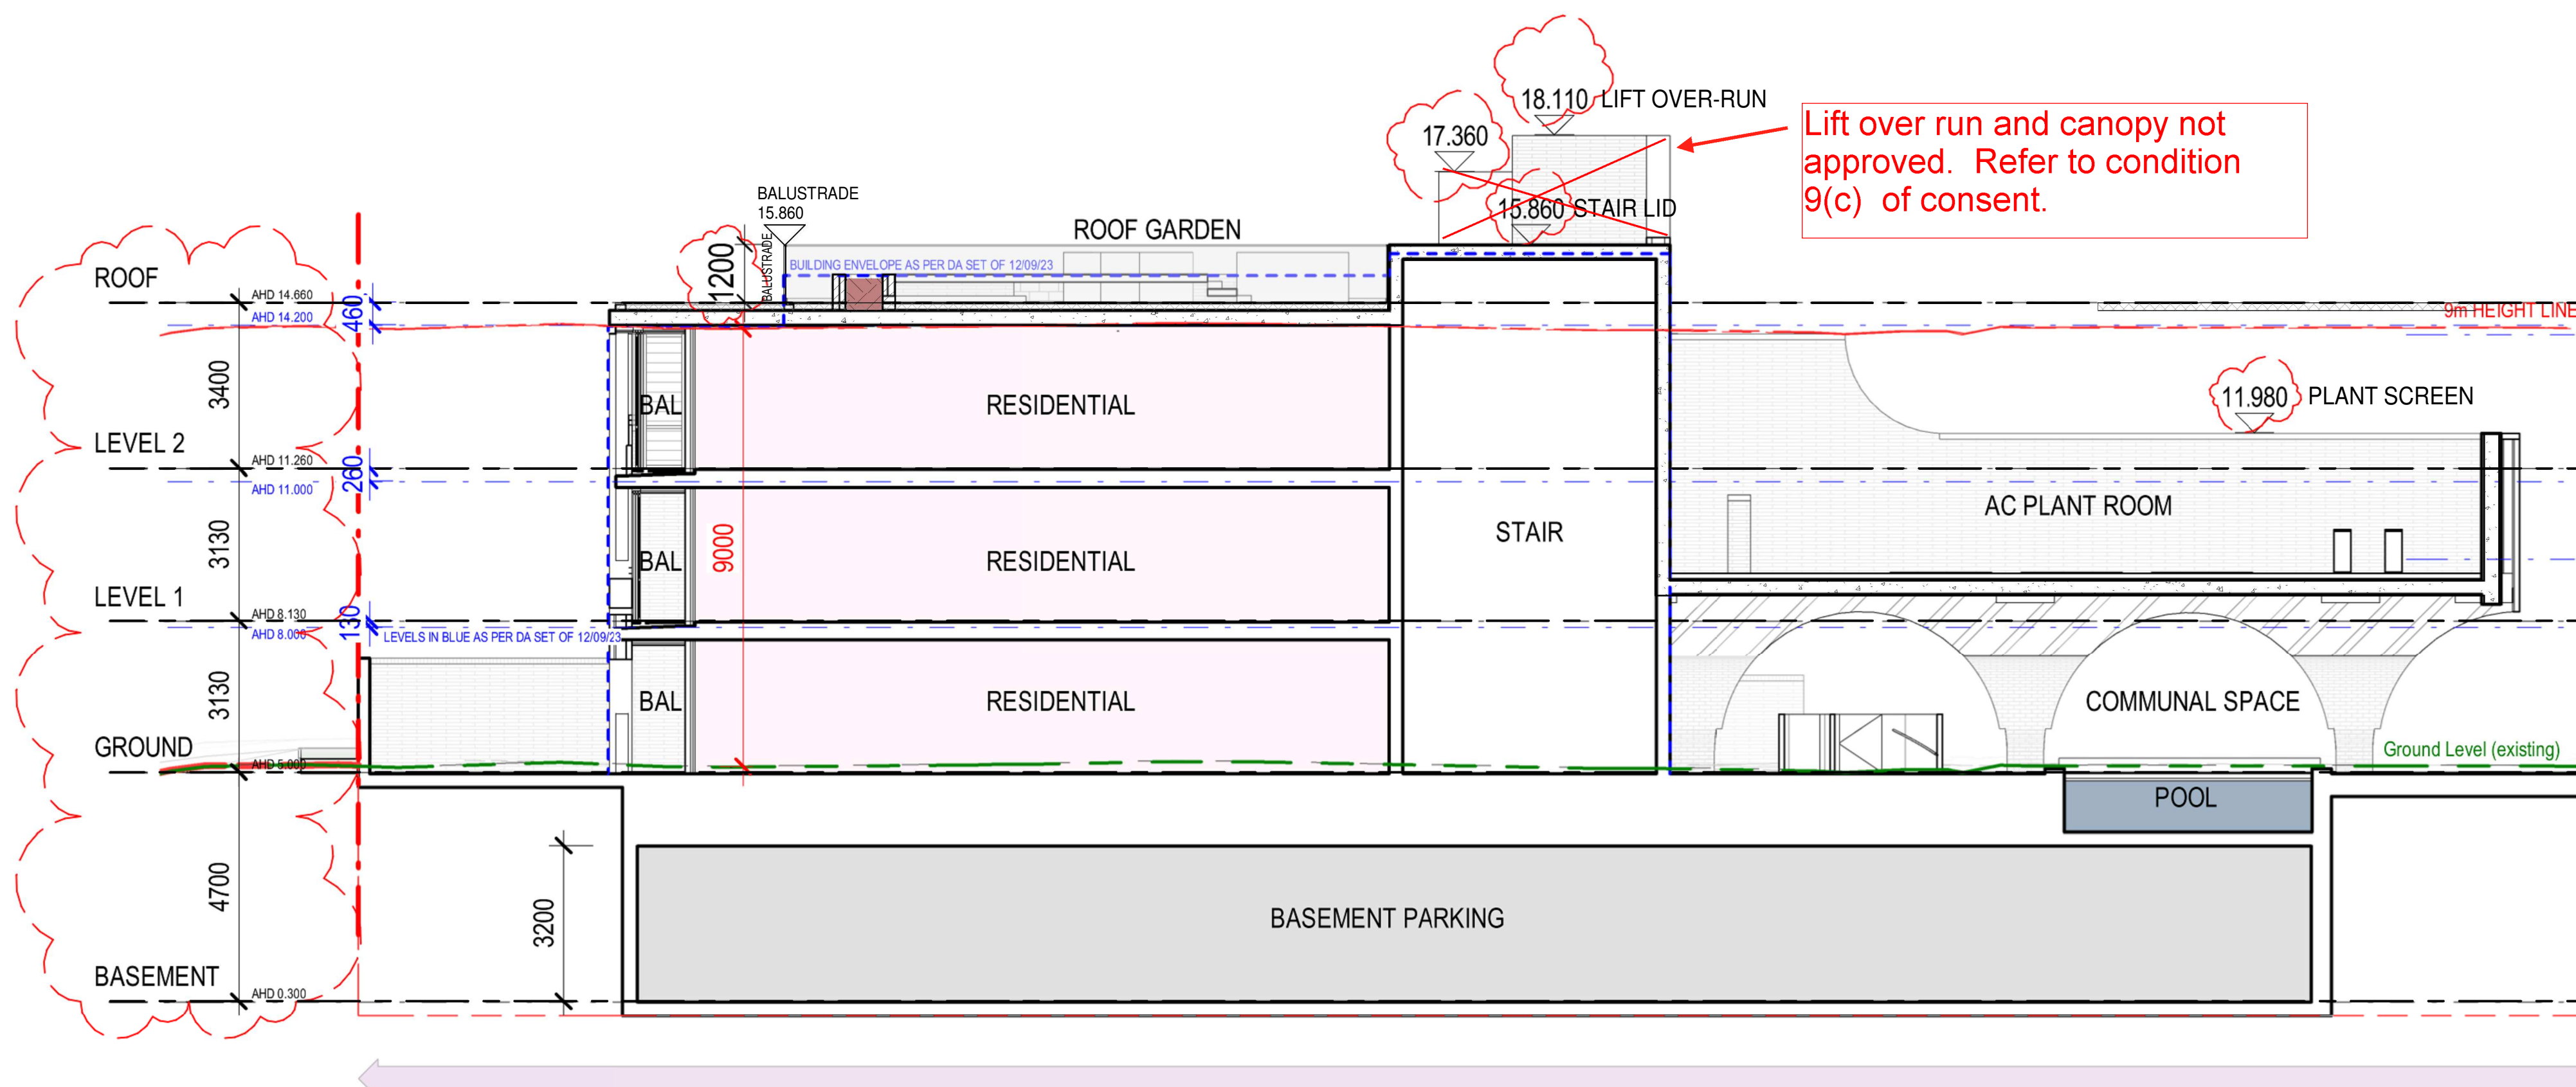 18.110 LIFT OVER-RUN
17.360
Lift over run and canopy not
approved. Refer to condition
9(c) of consent.
15.860 STAIR LID
BALUSTRADE
15.860
ROOF GARDEN
1200
BALUSTRADE
BUILDING ENVELOPE AS PER DA SET OF 12/09/23
ROOF
AHD 14.660
AHD 14.200
460
9m HEIGHT LINE
3400
BAL
RESIDENTIAL
11.980 PLANT SCREEN
LEVEL 2
AHD 11.260
AHD 11.000
260
3130
BAL
9000
RESIDENTIAL
STAIR
AC PLANT ROOM
LEVEL 1
AHD 8.130
AHD 8.000
130
LEVELS IN BLUE AS PER DA SET OF 12/09/23
3130
BAL
RESIDENTIAL
COMMUNAL SPACE
GROUND
AHD 5.000
Ground Level (existing)
POOL
4700
3200
BASEMENT PARKING
BASEMENT
AHD 0.300